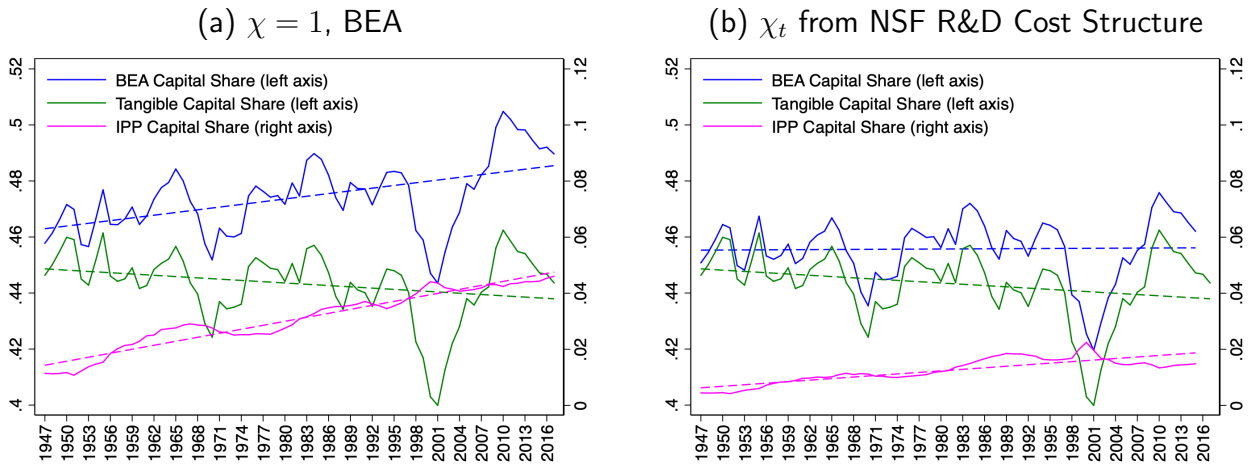 (a) χ = 1, BEA
.52
.5
.48
.46
.44
.42
.4
BEA Capital Share (left axis)
Tangible Capital Share (left axis)
IPP Capital Share (right axis)
.12
.1
.08
.06
.04
.02
0
1947 1950 1953 1956 1959 1962 1965 1968 1971 1974 1977 1980 1983 1986 1989 1992 1995 1998 2001 2004 2007 2010 2013 2016
(b) χt from NSF R&D Cost Structure
.52
.5
.48
.46
.44
.42
.4
BEA Capital Share (left axis)
Tangible Capital Share (left axis)
IPP Capital Share (right axis)
.12
.1
.08
.06
.04
.02
0
1947 1950 1953 1956 1959 1962 1965 1968 1971 1974 1977 1980 1983 1986 1989 1992 1995 1998 2001 2004 2007 2010 2013 2016